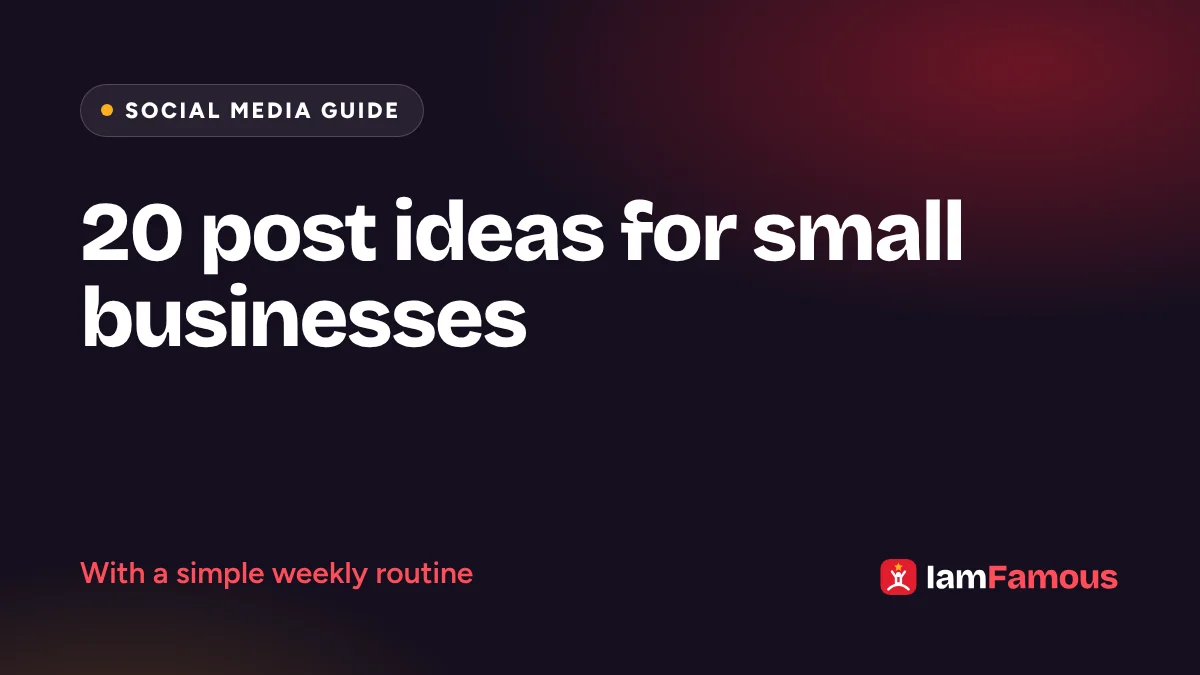 SOCIAL MEDIA GUIDE
20 post ideas for small
businesses
With a simple weekly routine
IamFamous